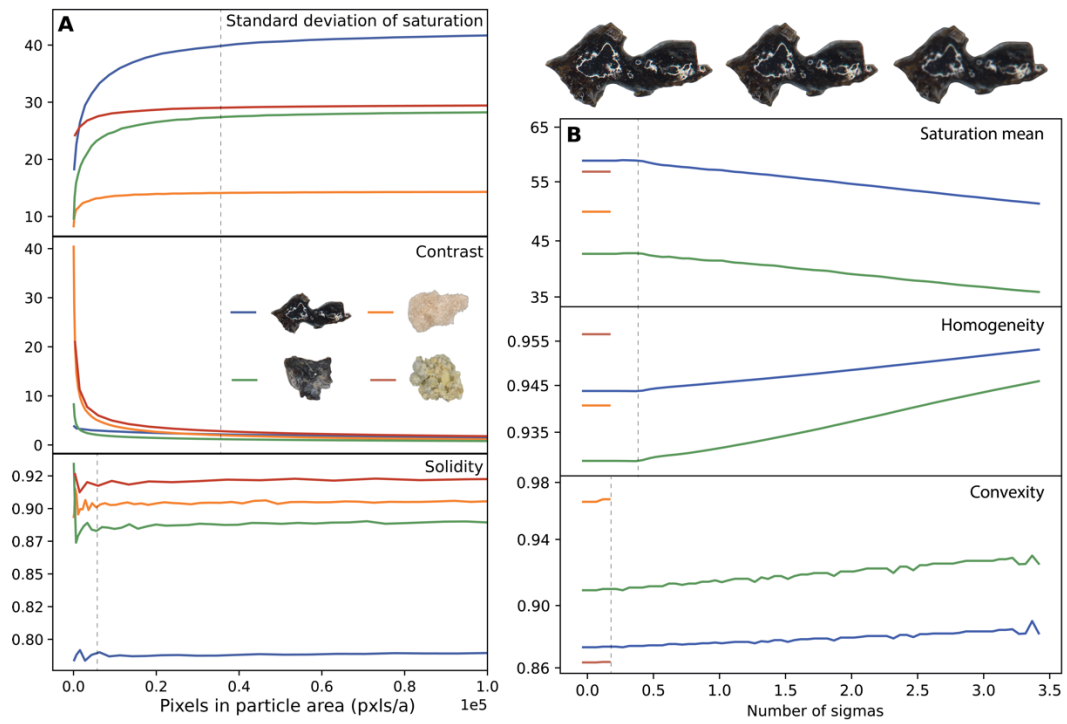 A
Standard deviation of saturation
40
30
20
10
Contrast
40
30
20
10
0
Solidity
0.92
0.90
0.87
0.85
0.82
0.80
0.0 0.2 0.4 0.6 0.8 1.0
Pixels in particle area (pxls/a)
1e5
B
Saturation mean
65
55
45
35
Homogeneity
0.955
0.945
0.935
Convexity
0.98
0.94
0.90
0.86
0.0 0.5 1.0 1.5 2.0 2.5 3.0 3.5
Number of sigmas